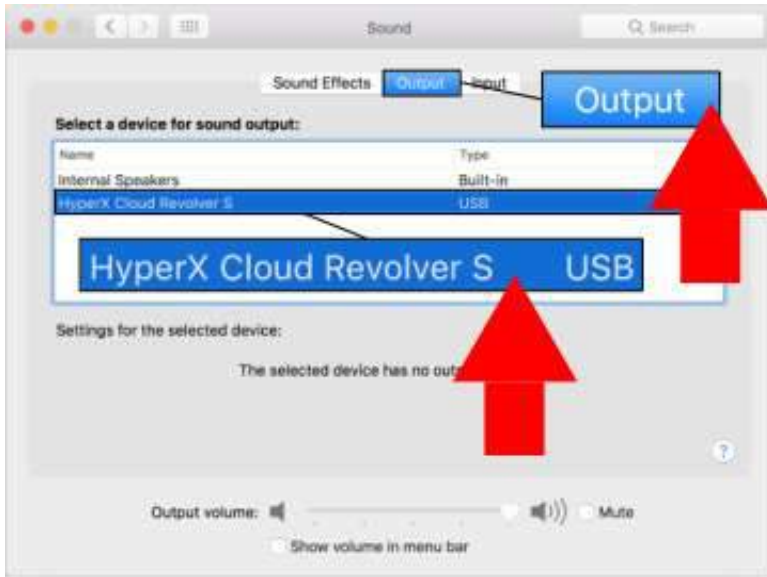 Sound
Search
Sound Effects Output Input
Output
Select a device for sound output:
Name Type
Internal Speakers Built-in
HyperX Cloud Revolver S USB
HyperX Cloud Revolver S USB
Settings for the selected device:
The selected device has no
?
Output volume: Mute
Show volume in menu bar